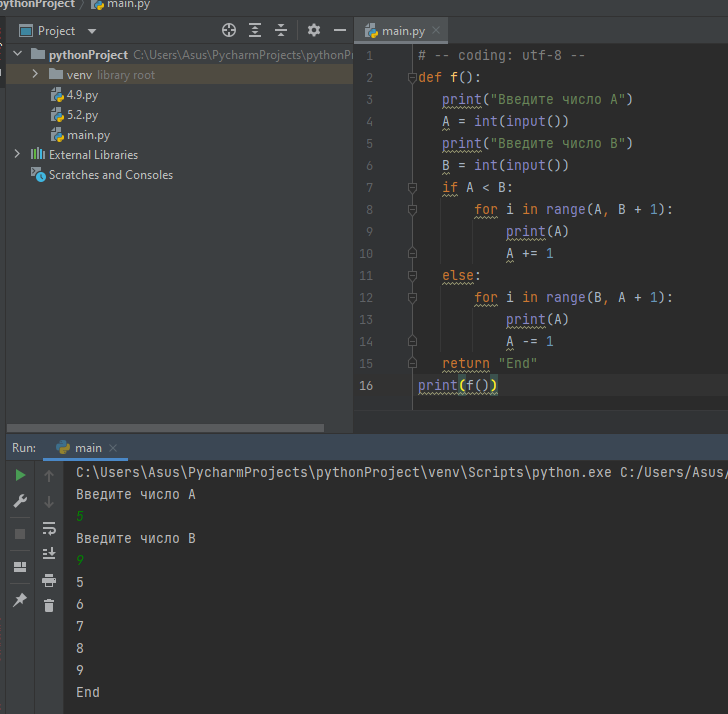 pythonProject main.py
Project
main.py
pythonProject C:\Users\Asus\PycharmProjects\pythonPr
venv library root
4.9.py
5.2.py
main.py
External Libraries
Scratches and Consoles
1 # -- coding: utf-8 --
2 def f():
3 print("Введите число A")
4 A = int(input())
5 print("Введите число B")
6 B = int(input())
7 if A < B:
8 for i in range(A, B + 1):
9 print(A)
10 A += 1
11 else:
12 for i in range(B, A + 1):
13 print(A)
14 A -= 1
15 return "End"
16 print(f())
Run: main
C:\Users\Asus\PycharmProjects\pythonProject\venv\Scripts\python.exe C:/Users/Asus/
Введите число A
5
Введите число B
9
5
6
7
8
9
End